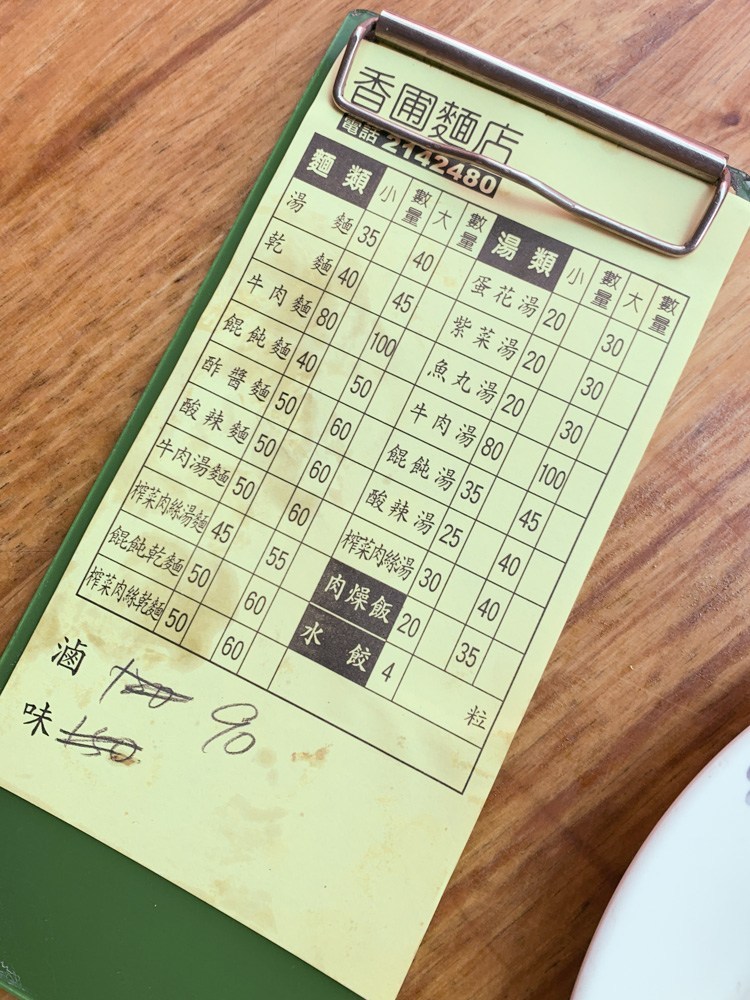 香圃麵店
電話 2142480
麵類 小 數量 大 數量 湯類 小 數量 大 數量
湯麵 35 40 蛋花湯 20 30
乾麵 40 45 紫菜湯 20 30
牛肉麵 80 100 魚丸湯 20 30
餛飩麵 40 50 牛肉湯 80 100
酢醬麵 50 60 餛飩湯 35 45
酸辣麵 50 60 酸辣湯 25 40
牛肉湯麵 50 60 榨菜肉絲湯 30 40
榨菜肉絲湯麵 45 55 肉燥飯 20 35
餛飩乾麵 50 60 水餃 4 粒
榨菜肉絲乾麵 50 60
滷味 120 90
150